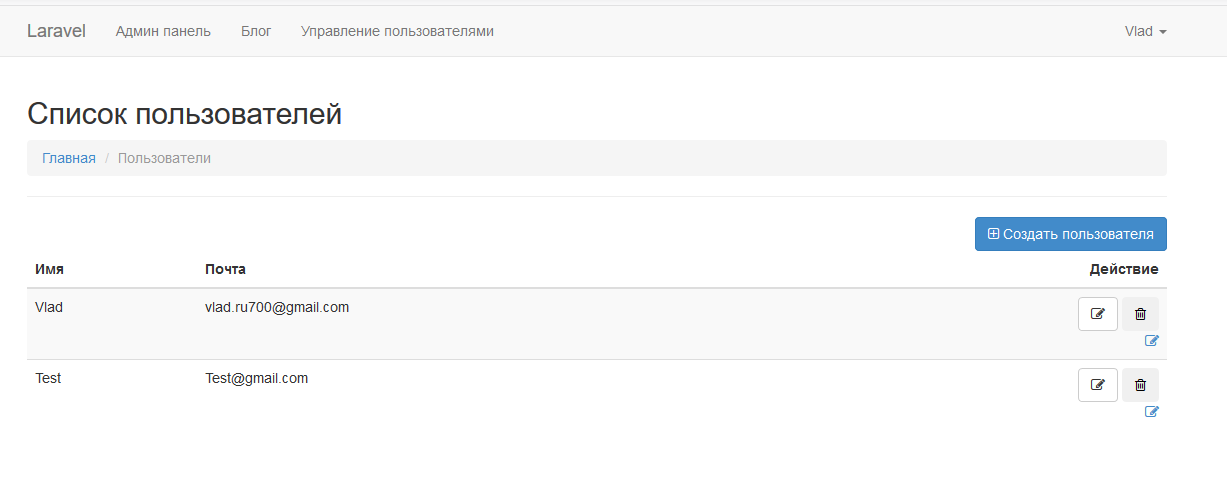 Laravel Админ панель Блог Управление пользователями Vlad
Список пользователей
Главная / Пользователи
Создать пользователя
Имя Почта Действие
Vlad vlad.ru700@gmail.com
Test Test@gmail.com